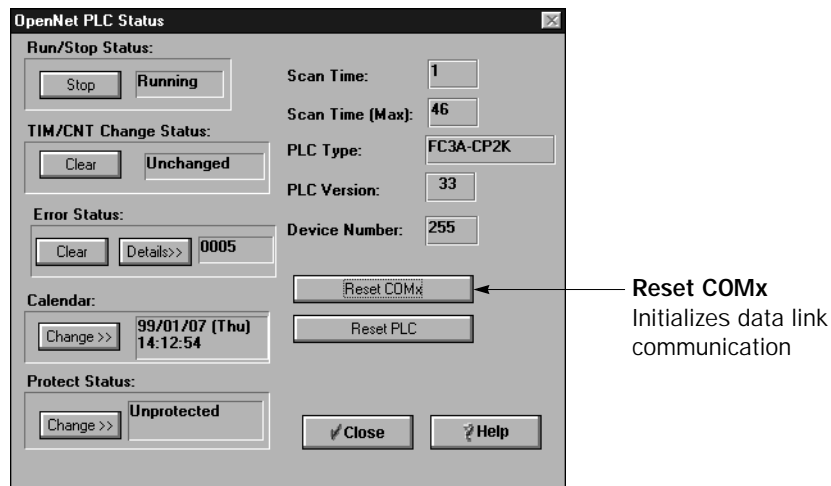 OpenNet PLC Status
Run/Stop Status:
Stop
Running
TIM/CNT Change Status:
Clear
Unchanged
Error Status:
Clear
Details>>
0005
Calendar:
Change >>
99/01/07 (Thu)
14:12:54
Protect Status:
Change >>
Unprotected
Scan Time:
1
Scan Time (Max):
46
PLC Type:
FC3A-CP2K
PLC Version:
33
Device Number:
255
Reset COMx
Reset PLC
Close
Help
Reset COMx
Initializes data link
communication